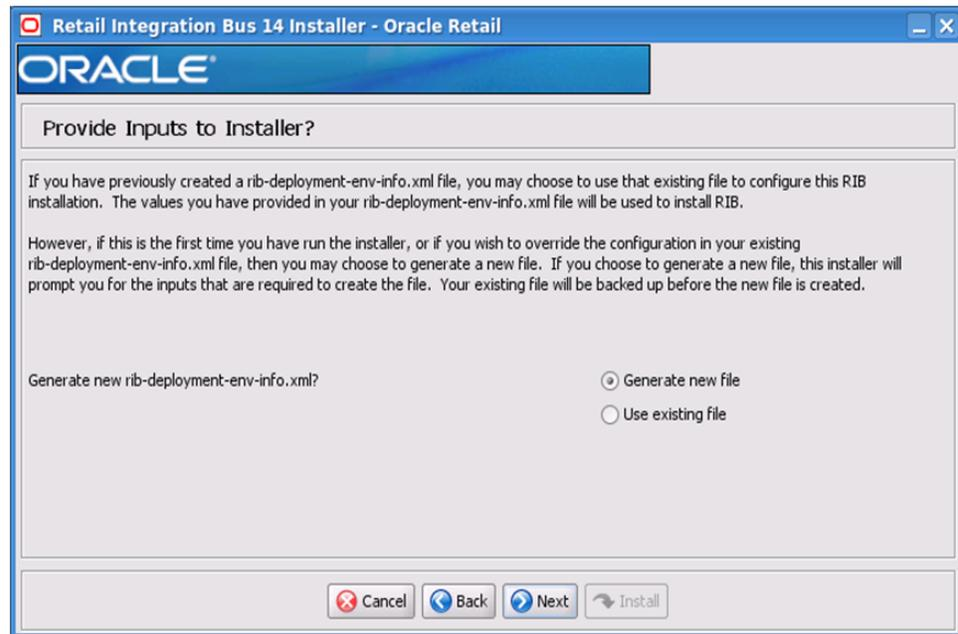 Retail Integration Bus 14 Installer - Oracle Retail
ORACLE®
Provide Inputs to Installer?
If you have previously created a rib-deployment-env-info.xml file, you may choose to use that existing file to configure this RIB
installation. The values you have provided in your rib-deployment-env-info.xml file will be used to install RIB.
However, if this is the first time you have run the installer, or if you wish to override the configuration in your existing
rib-deployment-env-info.xml file, then you may choose to generate a new file. If you choose to generate a new file, this installer will
prompt you for the inputs that are required to create the file. Your existing file will be backed up before the new file is created.
Generate new rib-deployment-env-info.xml?
Generate new file
Use existing file
Cancel Back Next Install